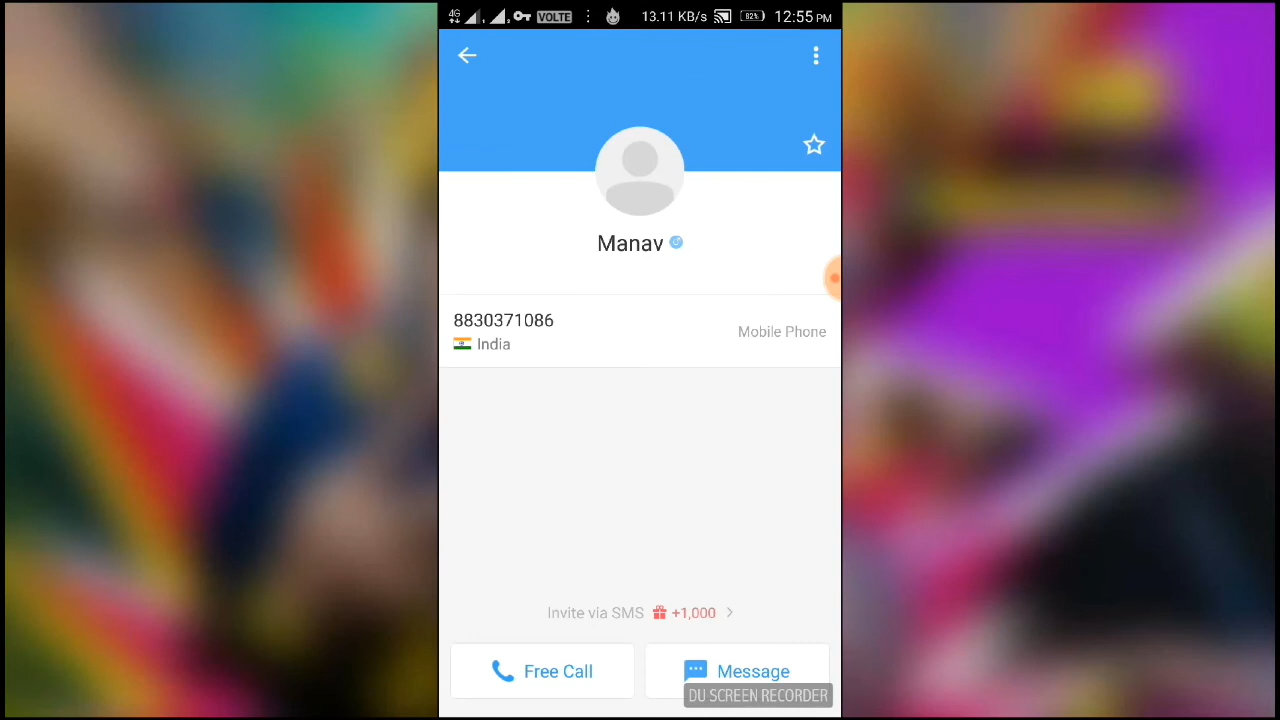 4G VOLTE 13.11 KB/s 82% 12:55 PM
Manav
8830371086
Mobile Phone
India
Invite via SMS +1,000
Free Call
Message
DU SCREEN RECORDER